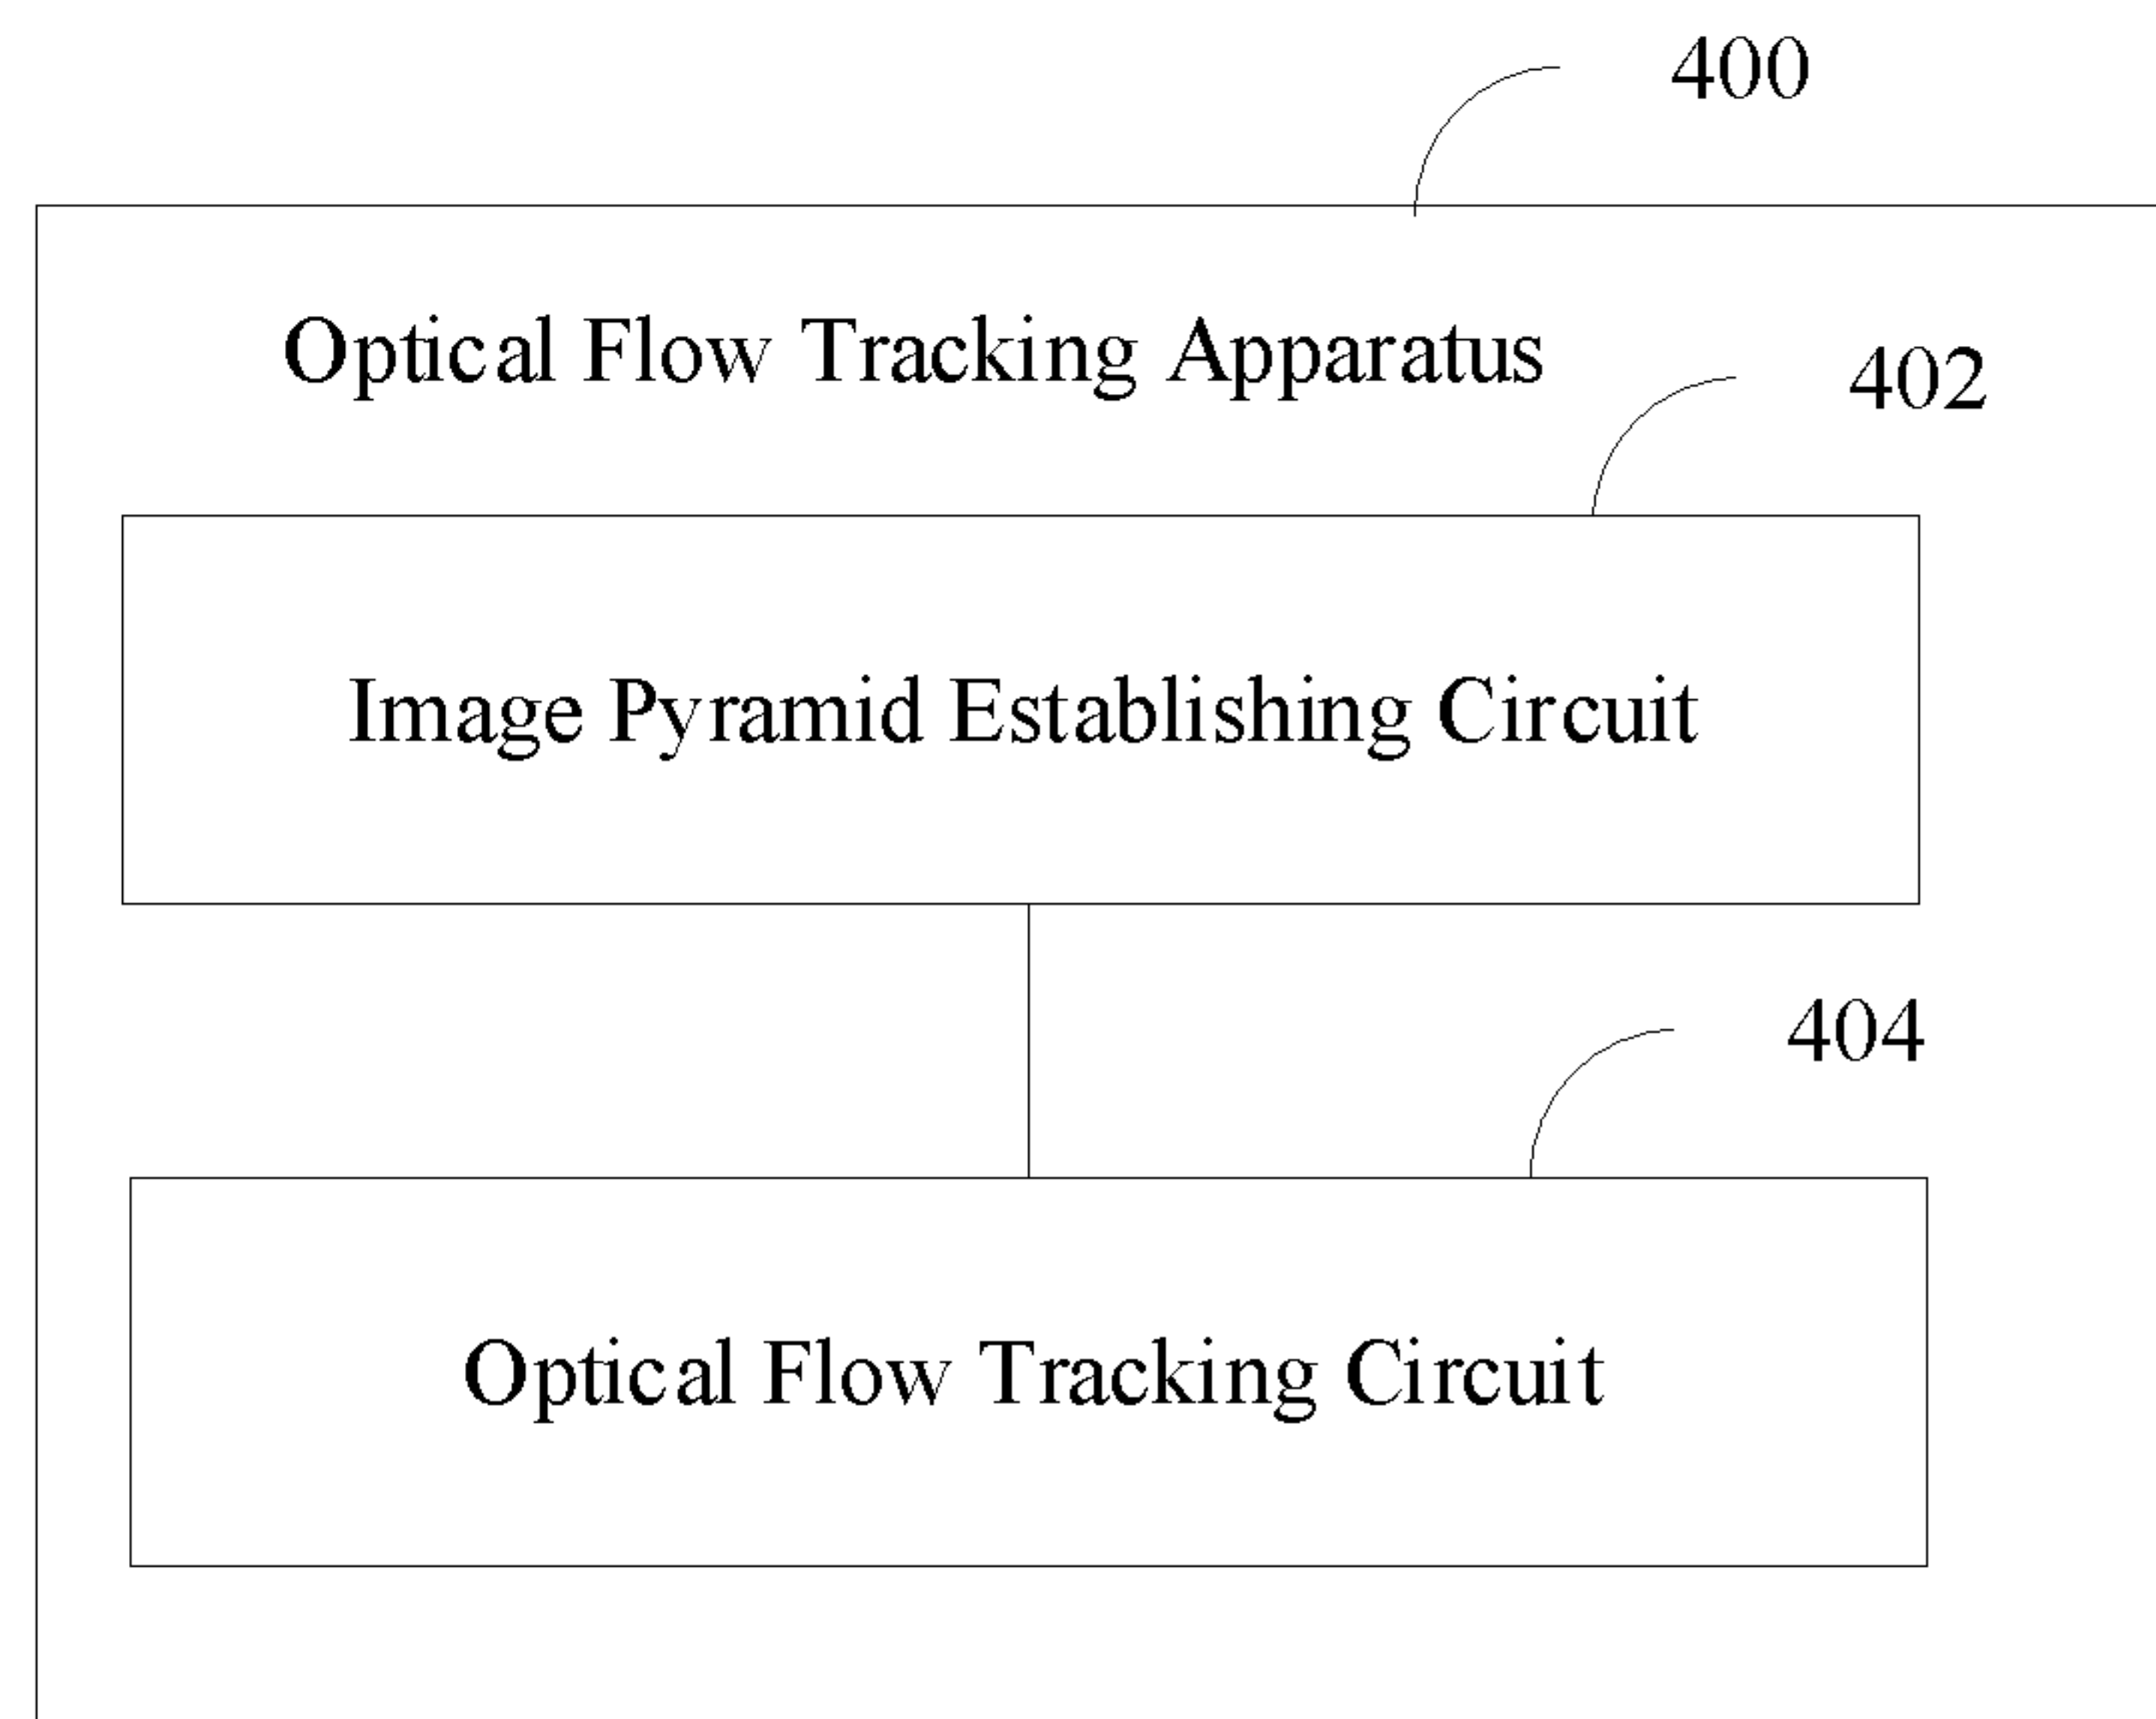 400
Optical Flow Tracking Apparatus
402
Image Pyramid Establishing Circuit
404
Optical Flow Tracking Circuit